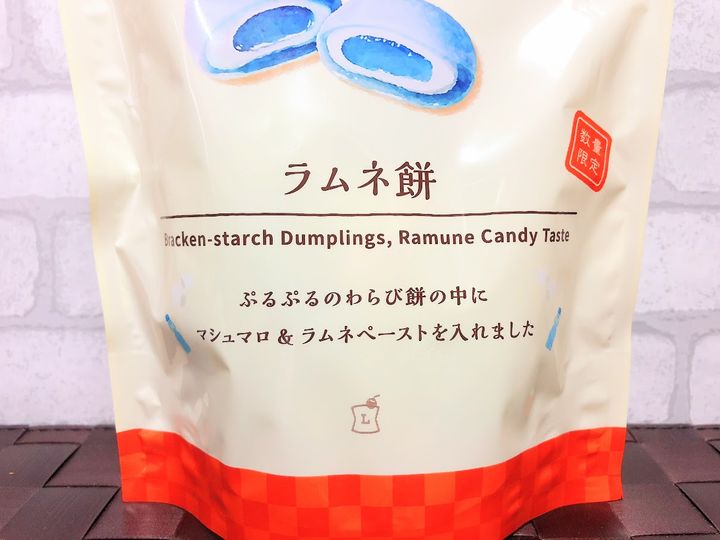 数量
限定
ラムネ餅
Bracken-starch Dumplings, Ramune Candy Taste
ぷるぷるのわらび餅の中に
マシュマロ & ラムネペーストを入れました
L